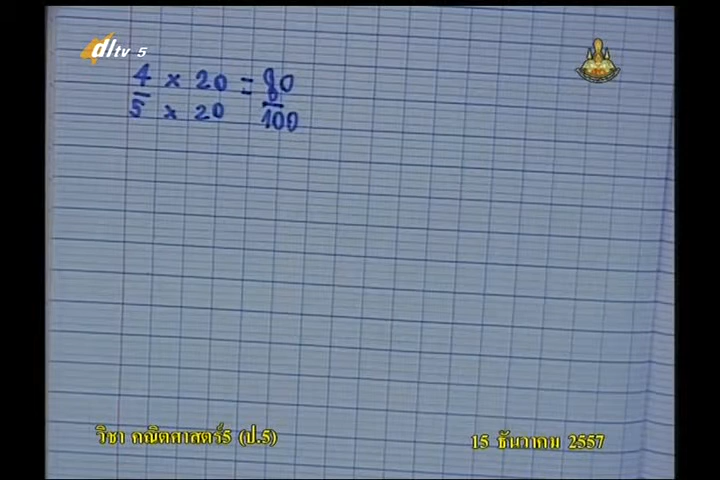 dltv 5
4 × 20 = 80
5 × 20 100
วิชา คณิตศาสตร์5 (ป.5)
15 ธันวาคม 2557